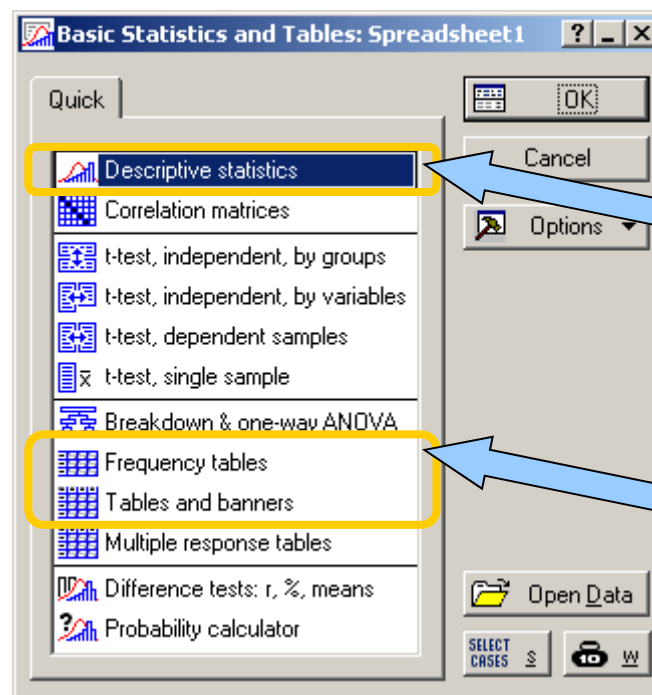 Basic Statistics and Tables: Spreadsheet1
Quick
OK
Cancel
Options
Descriptive statistics
Correlation matrices
t-test, independent, by groups
t-test, independent, by variables
t-test, dependent samples
t-test, single sample
Breakdown & one-way ANOVA
Frequency tables
Tables and banners
Multiple response tables
Difference tests: r, %, means
Probability calculator
Open Data
SELECT
CASES S
W